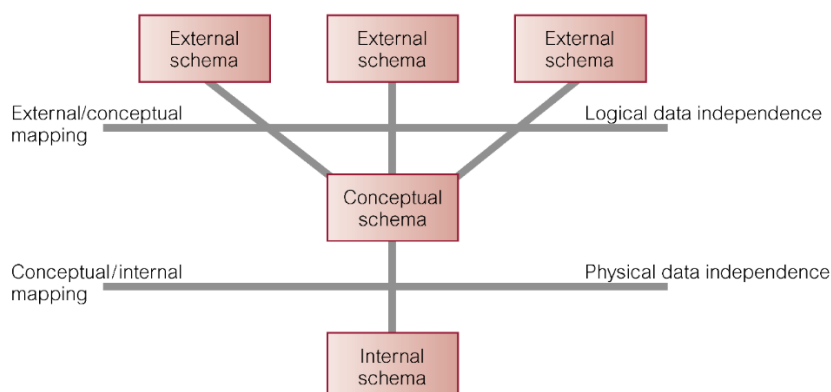 External
schema
External
schema
External
schema
External/conceptual
mapping
Logical data independence
Conceptual
schema
Conceptual/internal
mapping
Physical data independence
Internal
schema